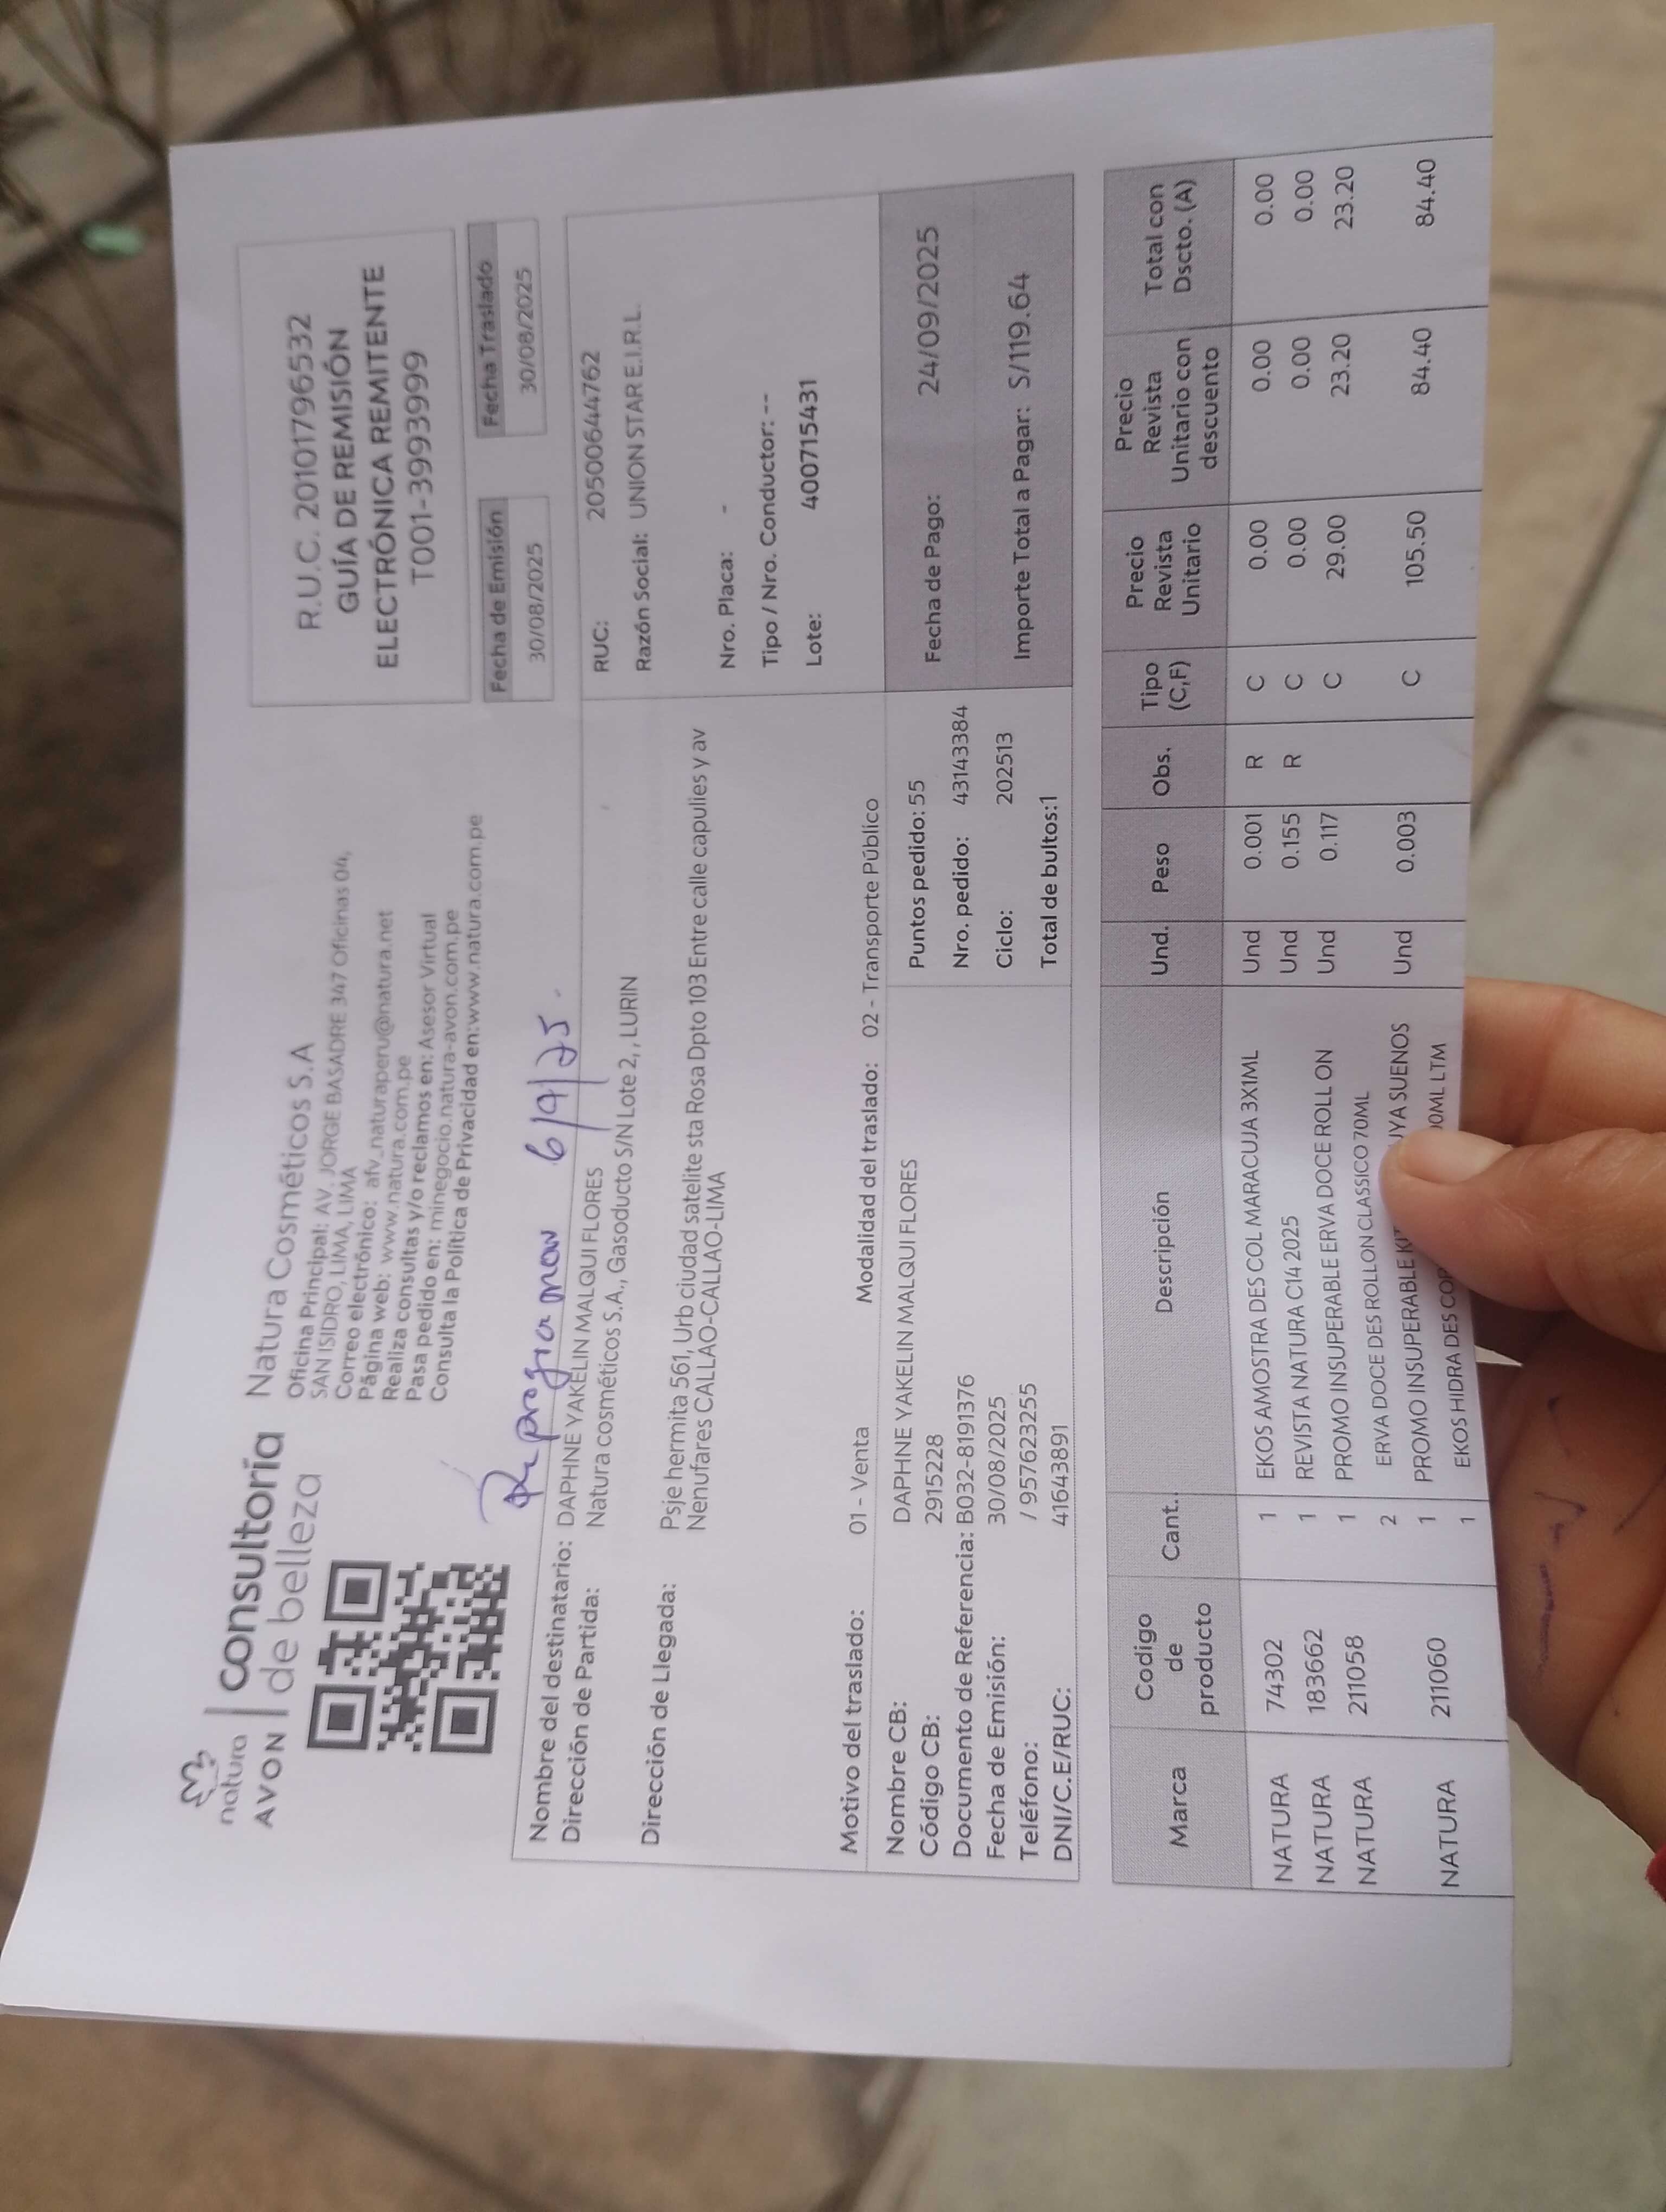 natura
AVON
consultoría
de belleza
Natura Cosméticos S.A
Oficina Principal: AV. JORGE BASADRE 347 Oficinas 04,
SAN ISIDRO, LIMA, LIMA
Correo electrónico: afv_naturaperu@natura.net
Página web: www.natura.com.pe
Realiza consultas y/o reclamos en: Asesor Virtual
Pasa pedido en: minegocio.natura-avon.com.pe
Consulta la Política de Privacidad en:www.natura.com.pe
R.U.C. 20101796532
GUÍA DE REMISIÓN
ELECTRÓNICA REMITENTE
T001-39939999
Fecha de Emisión Fecha Traslado
30/08/2025 30/08/2025
6/9/25.
Nombre del destinatario: DAPHNE YAKELIN MALQUI FLORES
Dirección de Partida: Natura cosméticos S.A., Gasoducto S/N Lote 2, , LURIN
Dirección de Llegada: Psje hermita 561, Urb ciudad satelite sta Rosa Dpto 103 Entre calle capulies y av
Nenufares CALLAO-CALLAO-LIMA
RUC: 20500644762
Razón Social: UNION STAR E.I.R.L.
Nro. Placa: -
Tipo / Nro. Conductor: --
Lote: 400715431
Motivo del traslado: 01 - Venta Modalidad del traslado: 02 - Transporte Público
Nombre CB: DAPHNE YAKELIN MALQUI FLORES
Código CB: 2915228
Documento de Referencia: B032-8191376
Fecha de Emisión: 30/08/2025
Teléfono: / 957623255
DNI/C.E/RUC: 41643891
Puntos pedido: 55
Nro. pedido: 43143384
Ciclo: 202513
Total de bultos:1
Fecha de Pago: 24/09/2025
Importe Total a Pagar: S/119.64
Marca Codigo de producto Cant.. Descripción Und. Peso Obs. Tipo (C,F) Precio Revista Unitario Precio Revista Unitario con descuento Total con Dscto. (A)
NATURA 74302 1 EKOS AMOSTRA DES COL MARACUJA 3X1ML Und 0.001 R C 0.00 0.00 0.00
NATURA 183662 1 REVISTA NATURA C14 2025 Und 0.155 R C 0.00 0.00 0.00
NATURA 211058 1 PROMO INSUPERABLE ERVA DOCE ROLL ON Und 0.117 C 29.00 23.20 23.20
2 ERVA DOCE DES ROLLON CLASSICO 70ML
NATURA 211060 1 PROMO INSUPERABLE KIT SUENOS Und 0.003 C 105.50 84.40 84.40
1 EKOS HIDRA DES LTM